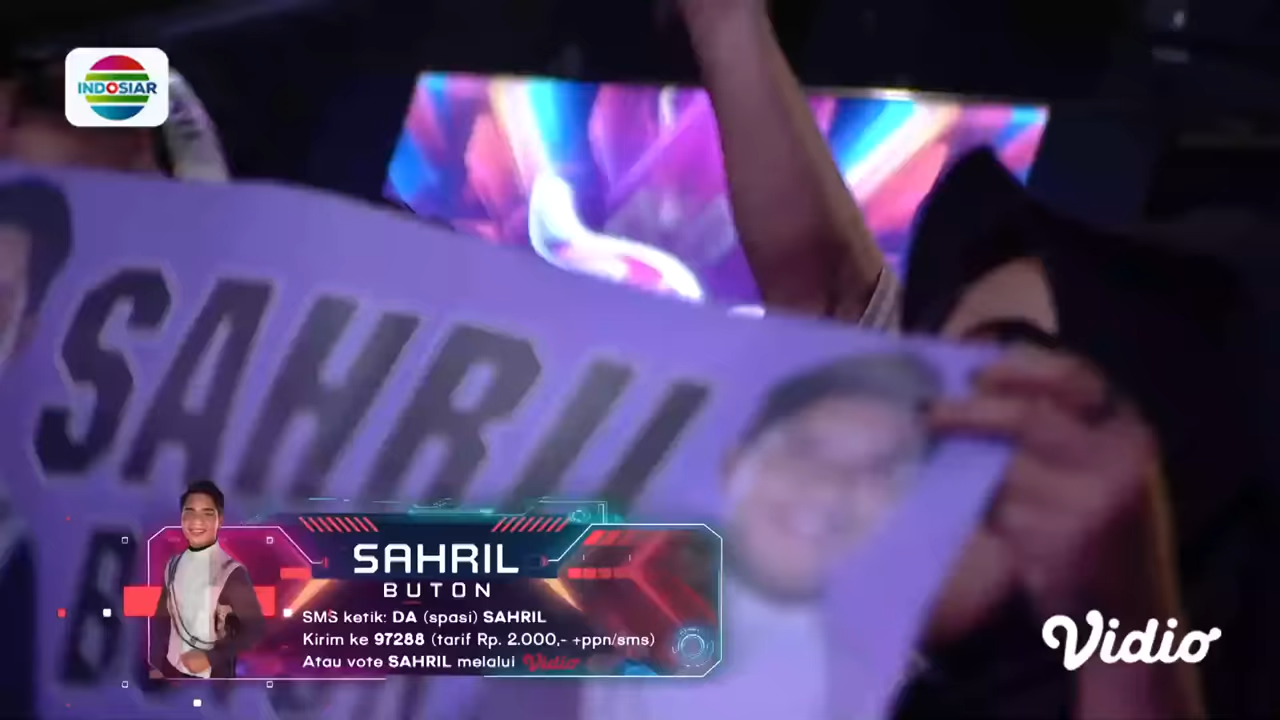 INDOSIAR
SAHRIL
SAHRIL
BUTON
SMS ketik: DA (spasi) SAHRIL
Kirim ke 97288 (tarif Rp. 2.000,- +ppn/sms)
Atau vote SAHRIL melalui Vidio
Vidio